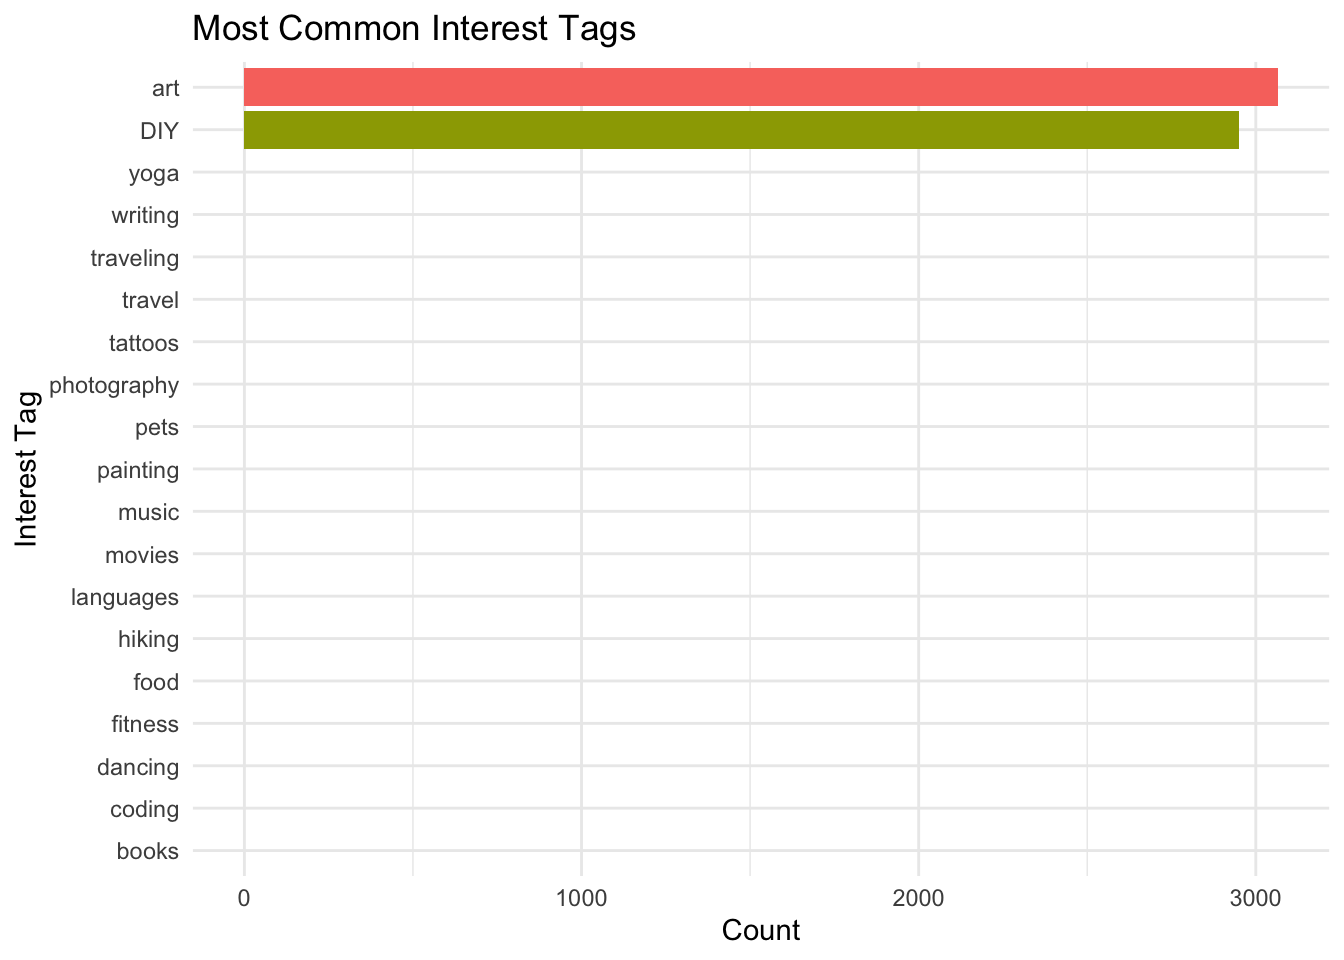 Most Common Interest Tags
art
DIY
yoga
writing
traveling
travel
tattoos
photography
pets
painting
music
movies
languages
hiking
food
fitness
dancing
coding
books
Interest Tag
0 1000 2000 3000
Count